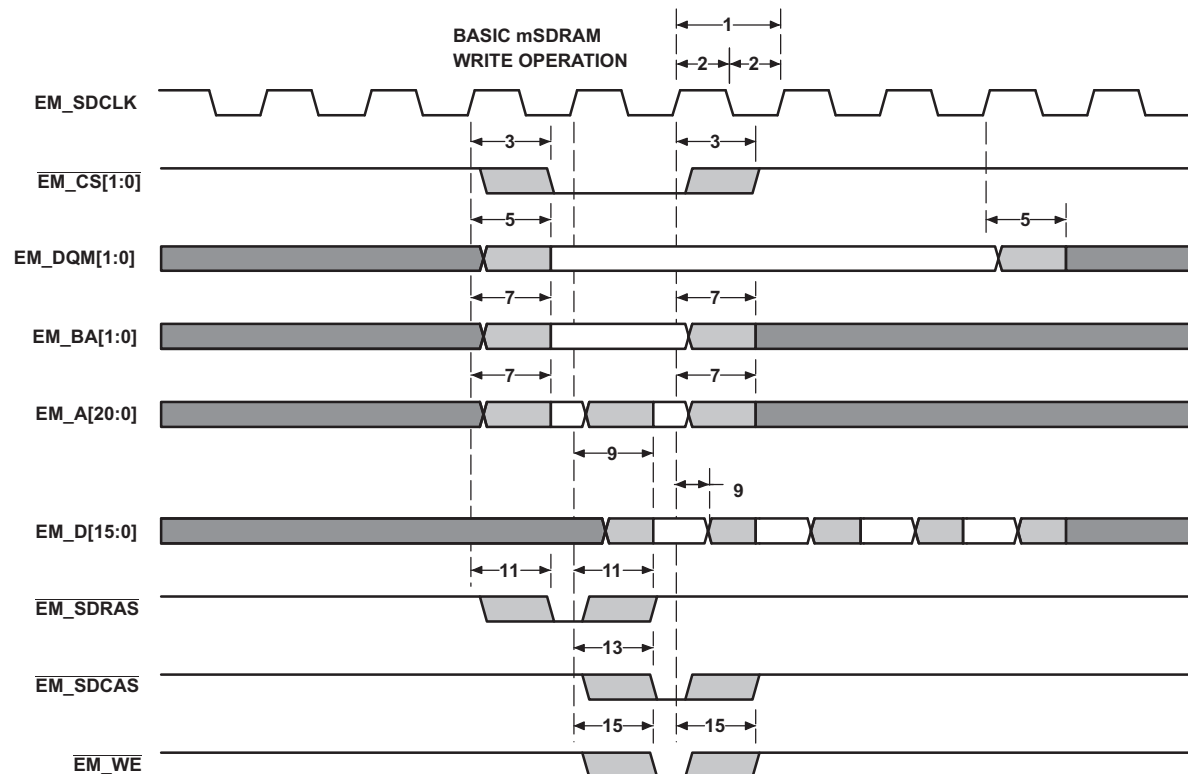 BASIC mSDRAM
WRITE OPERATION
1
2 2
EM_SDCLK
3 3
EM_CS[1:0]
5 5
EM_DQM[1:0]
7 7
EM_BA[1:0]
7 7
EM_A[20:0]
9
9
EM_D[15:0]
11 11
EM_SDRAS
13
EM_SDCAS
15 15
EM_WE